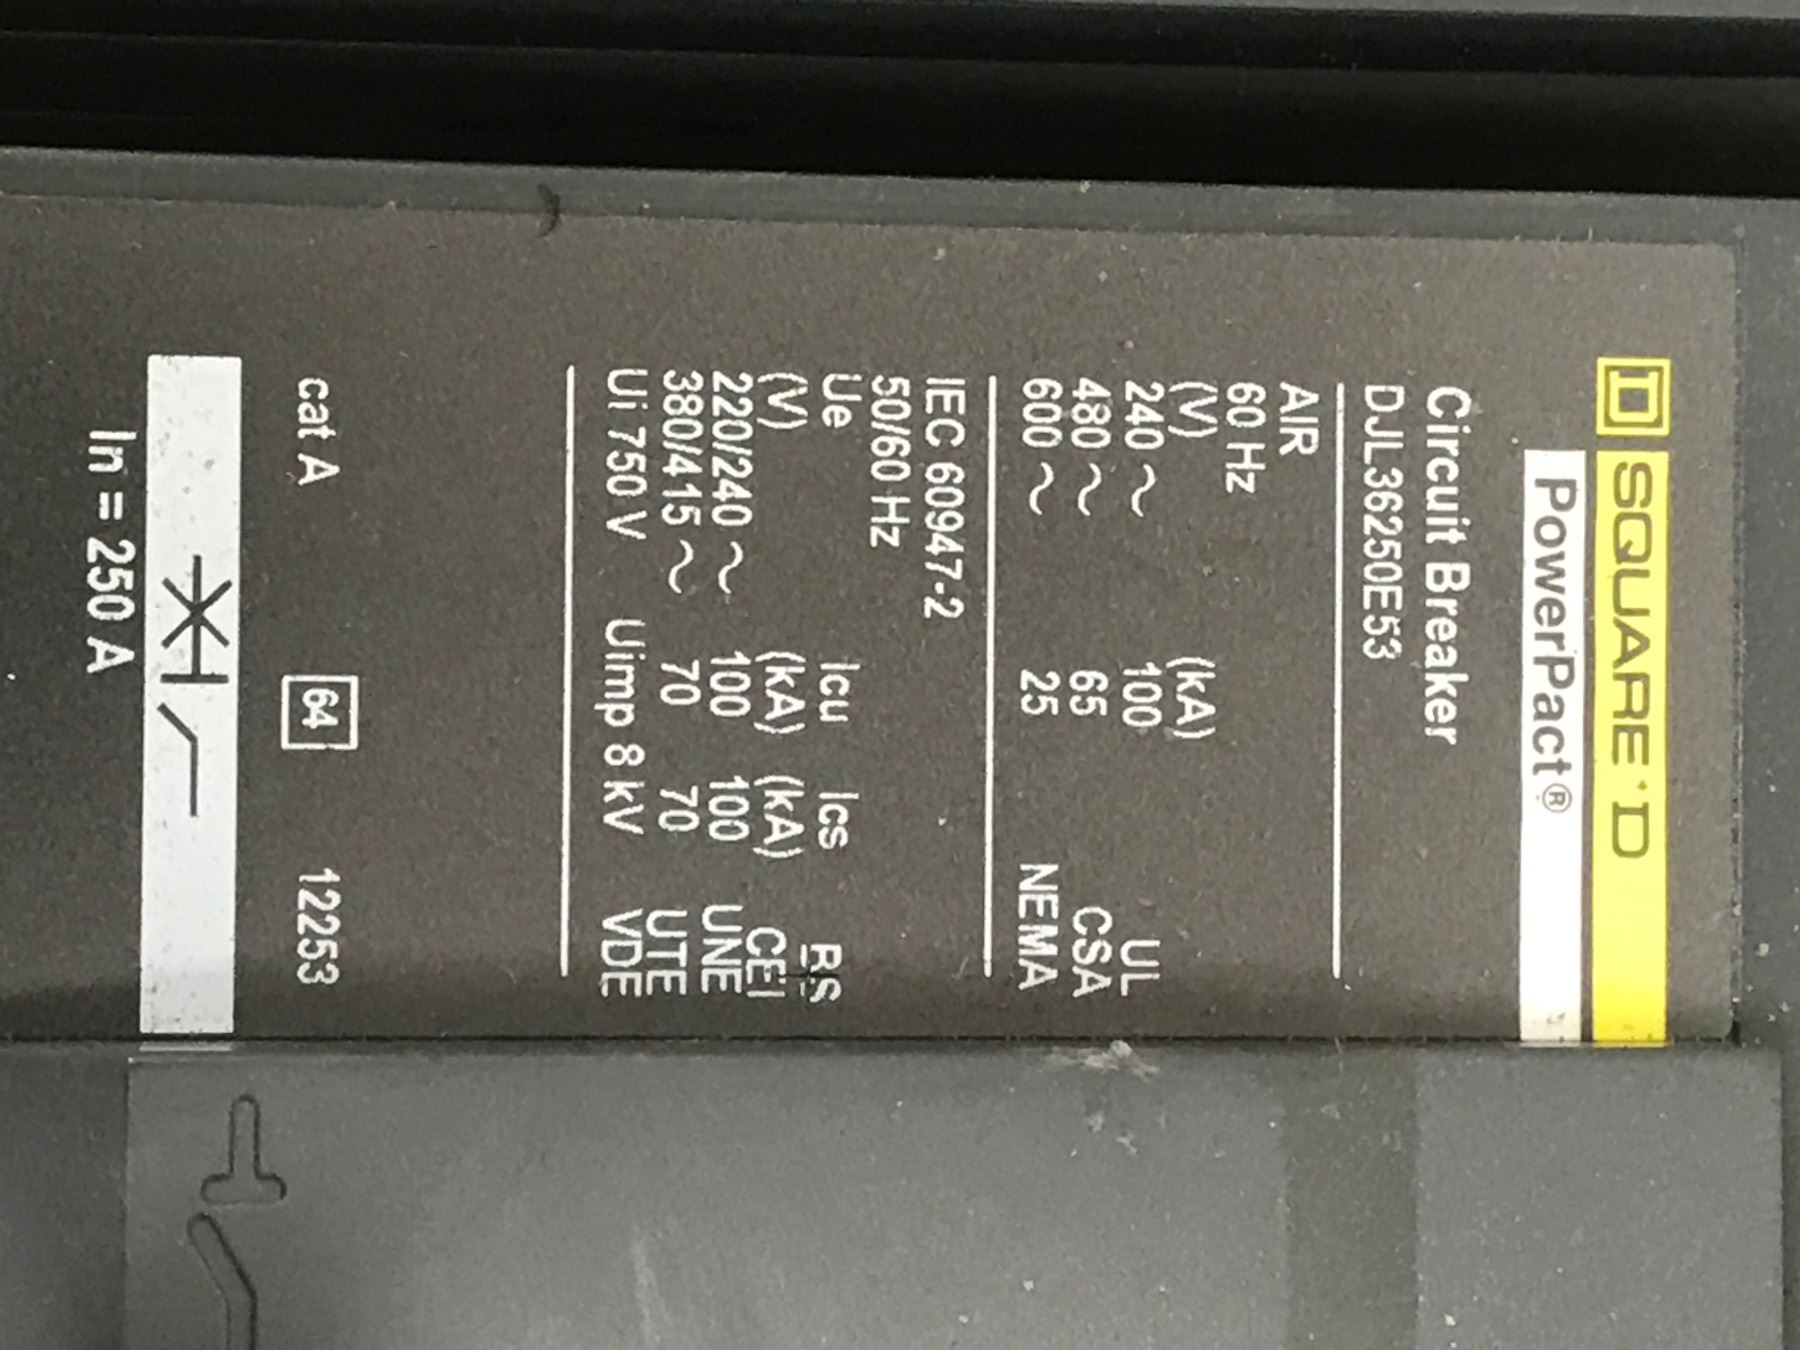 SQUARE D
PowerPact®
Circuit Breaker
DJL36250E53
AIR
60 Hz
(V) (kA)
240 ~ 100 UL
480 ~ 65 CSA
600 ~ 25 NEMA
IEC 60947-2
50/60 Hz
Ue Icu Ics BS
(V) (kA) (kA) CEI
220/240 ~ 100 100 UNE
380/415 ~ 70 70 UTE
Ui 750 V Uimp 8 kV VDE
cat A 64 12253
In = 250 A